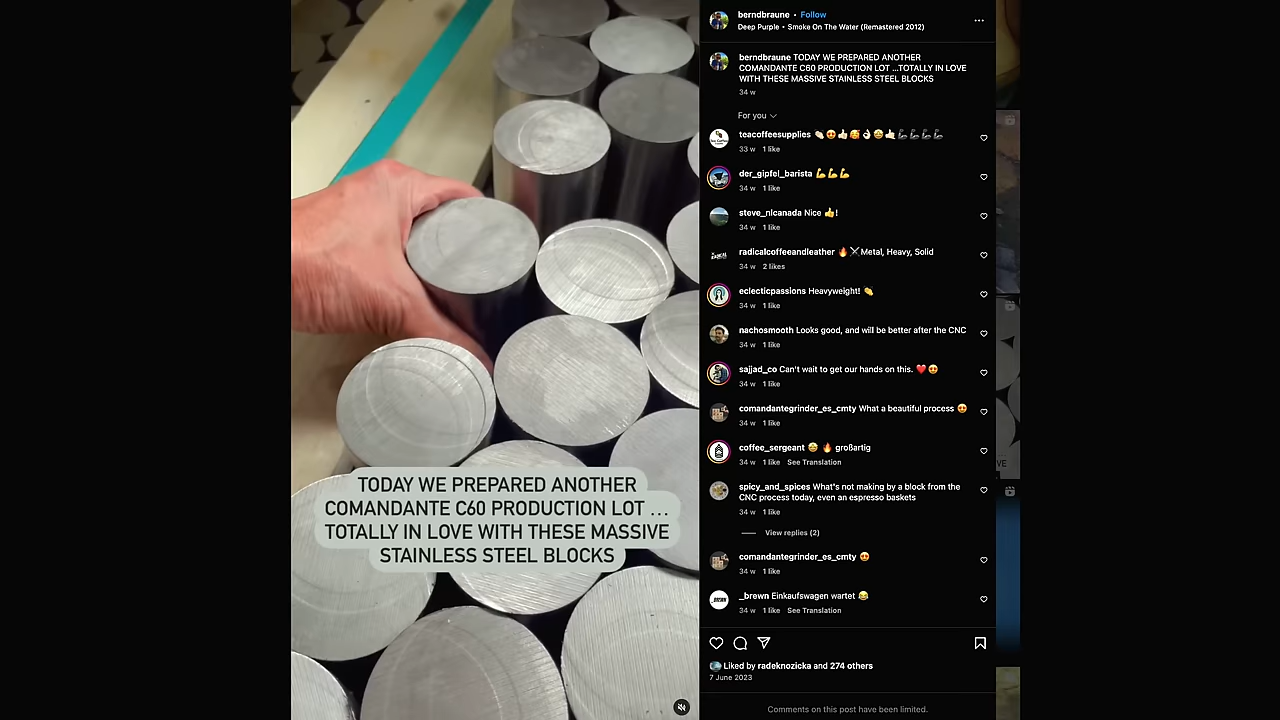 TODAY WE PREPARED ANOTHER
COMANDANTE C60 PRODUCTION LOT ...
TOTALLY IN LOVE WITH THESE MASSIVE
STAINLESS STEEL BLOCKS
berndbraune • Follow
Deep Purple • Smoke On The Water (Remastered 2012)
berndbraune TODAY WE PREPARED ANOTHER
COMANDANTE C60 PRODUCTION LOT ...TOTALLY IN LOVE
WITH THESE MASSIVE STAINLESS STEEL BLOCKS
34 w
For you
teacoffeesupplies 👏😍👍🥰👌🤩🤙🦾🦾🦾🦾
33 w 1 like
der_gipfel_barista 💪💪💪
34 w 1 like
steve_nlcanada Nice 👍!
34 w 1 like
radicalcoffeeandleather 🔥⚔️Metal, Heavy, Solid
34 w 2 likes
eclecticpassions Heavyweight! 👏
34 w 1 like
nachosmooth Looks good, and will be better after the CNC
34 w 1 like
sajjad_co Can't wait to get our hands on this. ❤️😍
34 w 1 like
comandantegrinder_es_cmty What a beautiful process 😍
34 w 1 like
coffee_sergeant 🤩 🔥 großartig
34 w 1 like See Translation
spicy_and_spices What's not making by a block from the
CNC process today, even an espresso baskets
34 w 1 like
View replies (2)
comandantegrinder_es_cmty 😍
34 w 1 like
_brewn Einkaufswagen wartet 😂
34 w 1 like See Translation
Liked by radeknozicka and 274 others
7 June 2023
Comments on this post have been limited.